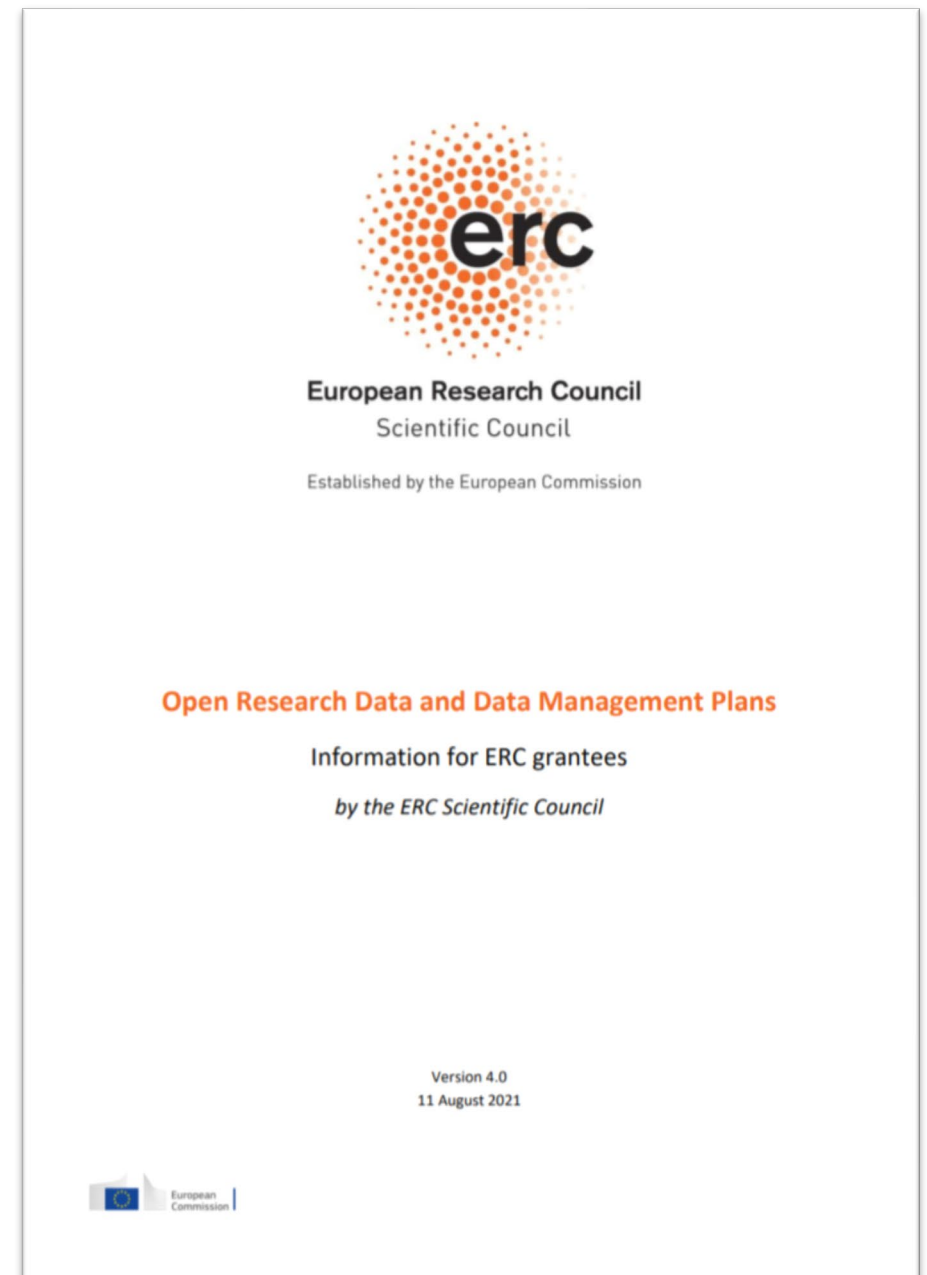 erc
European Research Council
Scientific Council
Established by the European Commission
Open Research Data and Data Management Plans
Information for ERC grantees
by the ERC Scientific Council
Version 4.0
11 August 2021
European
Commission